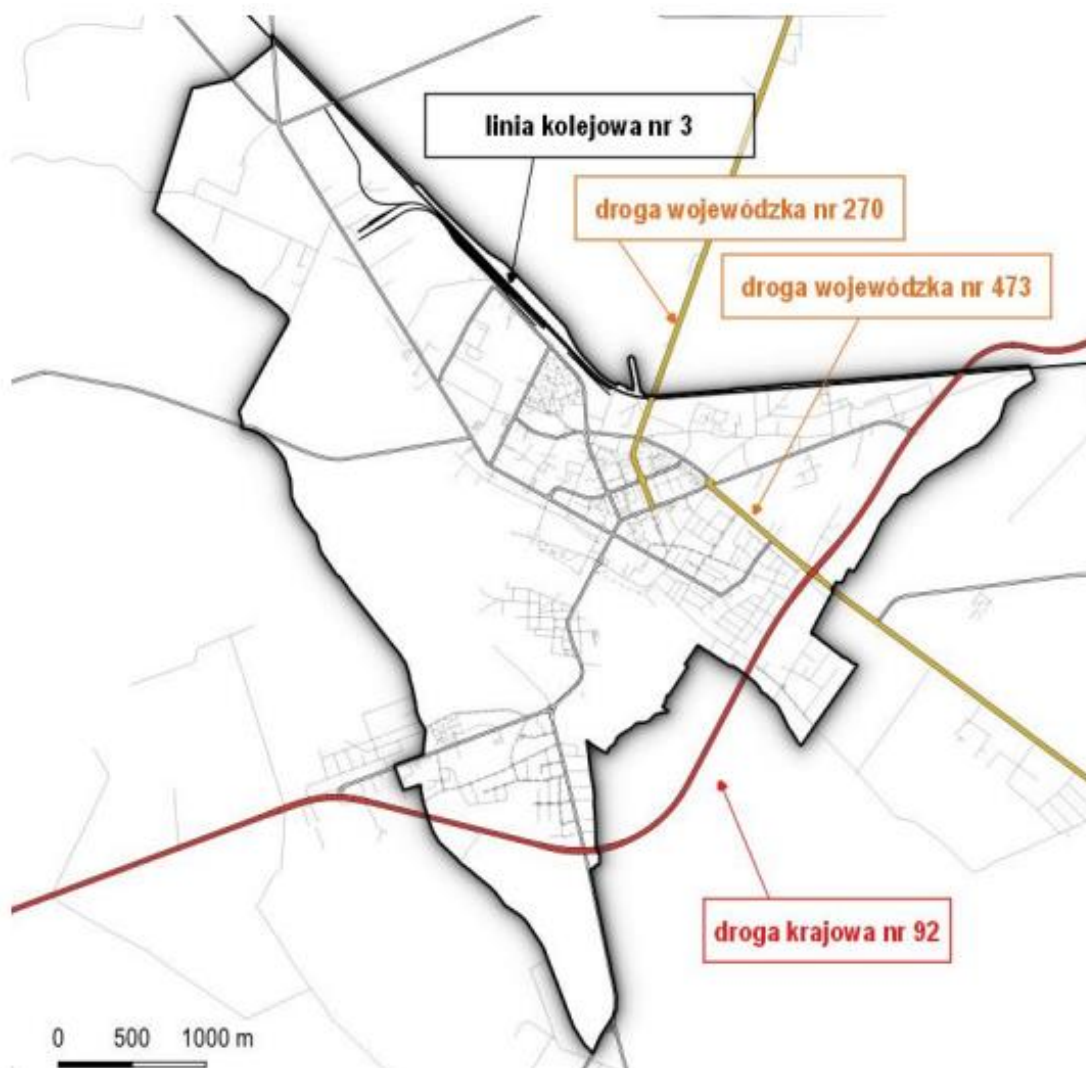 linia kolejowa nr 3
droga wojewódzka nr 270
droga wojewódzka nr 473
droga krajowa nr 92
0 500 1000 m